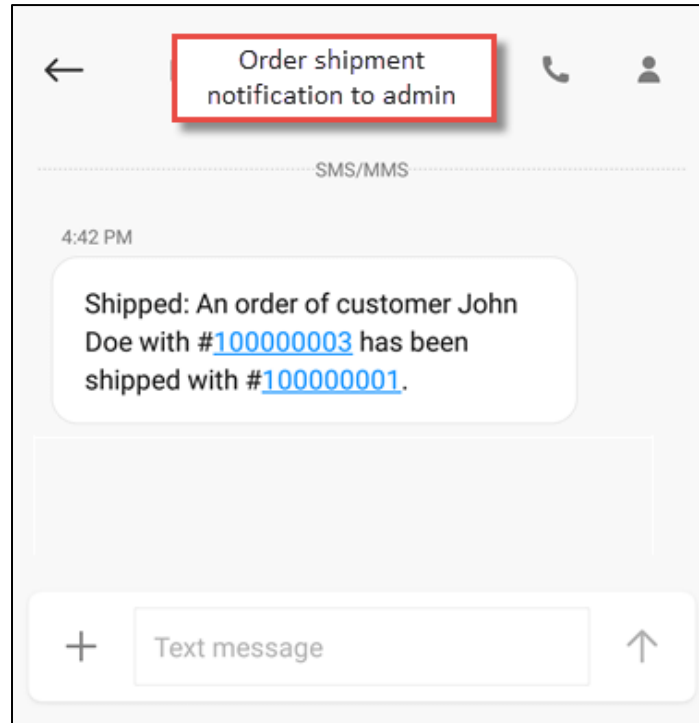 Order shipment
notification to admin
SMS/MMS
4:42 PM
Shipped: An order of customer John
Doe with #100000003 has been
shipped with #100000001.
Text message